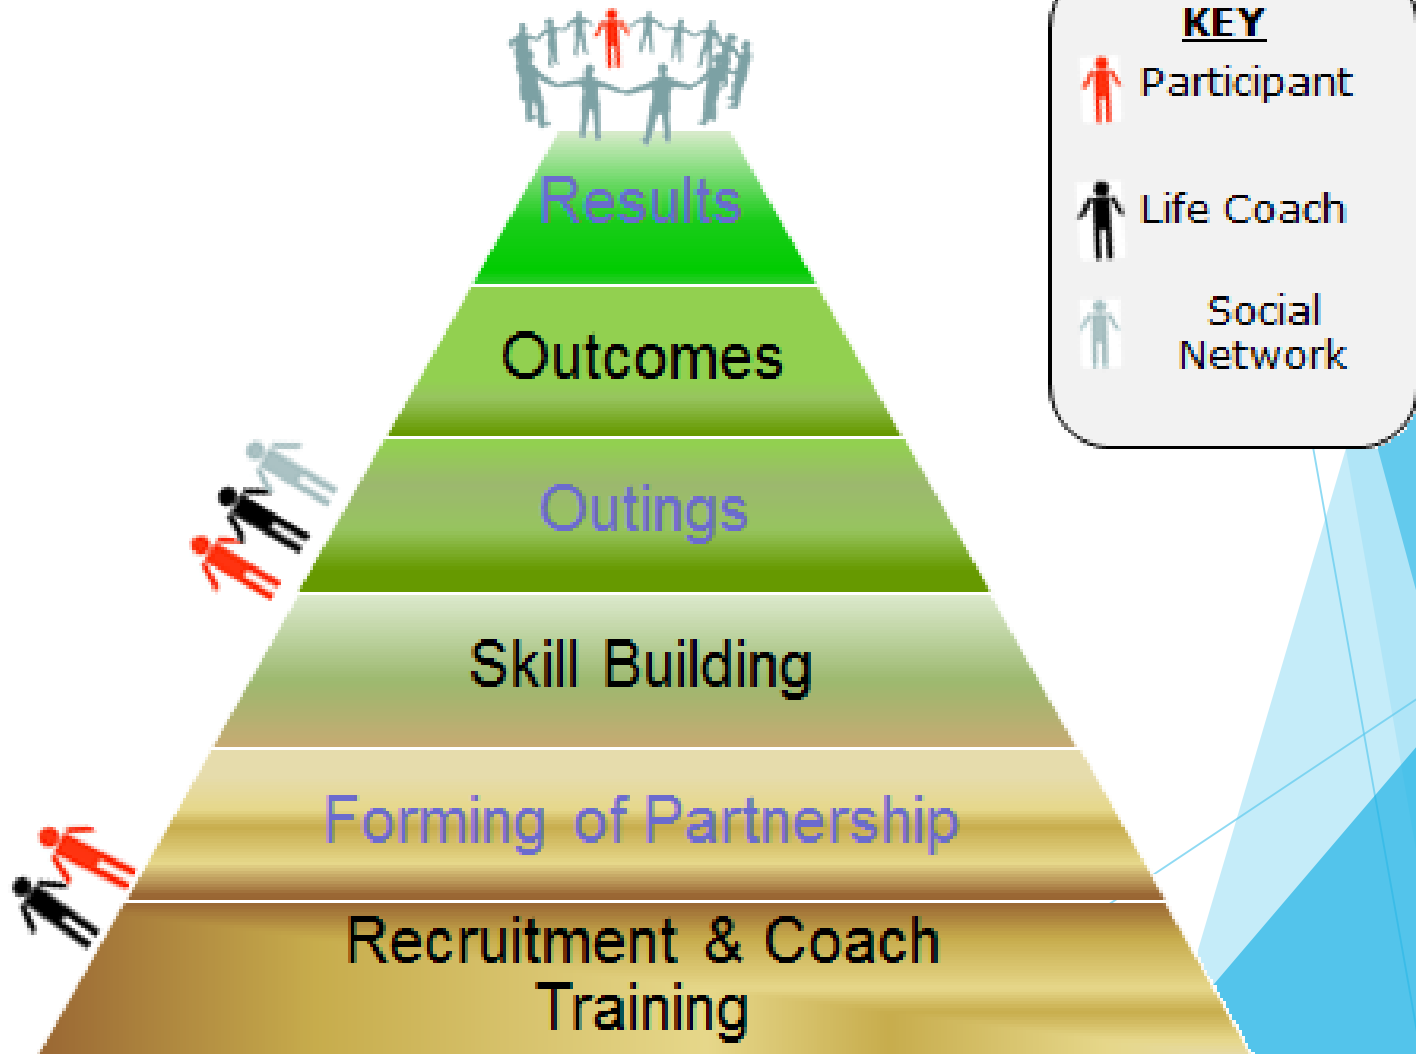 KEY
Participant
Life Coach
Social
Network
Results
Outcomes
Outings
Skill Building
Forming of Partnership
Recruitment & Coach
Training